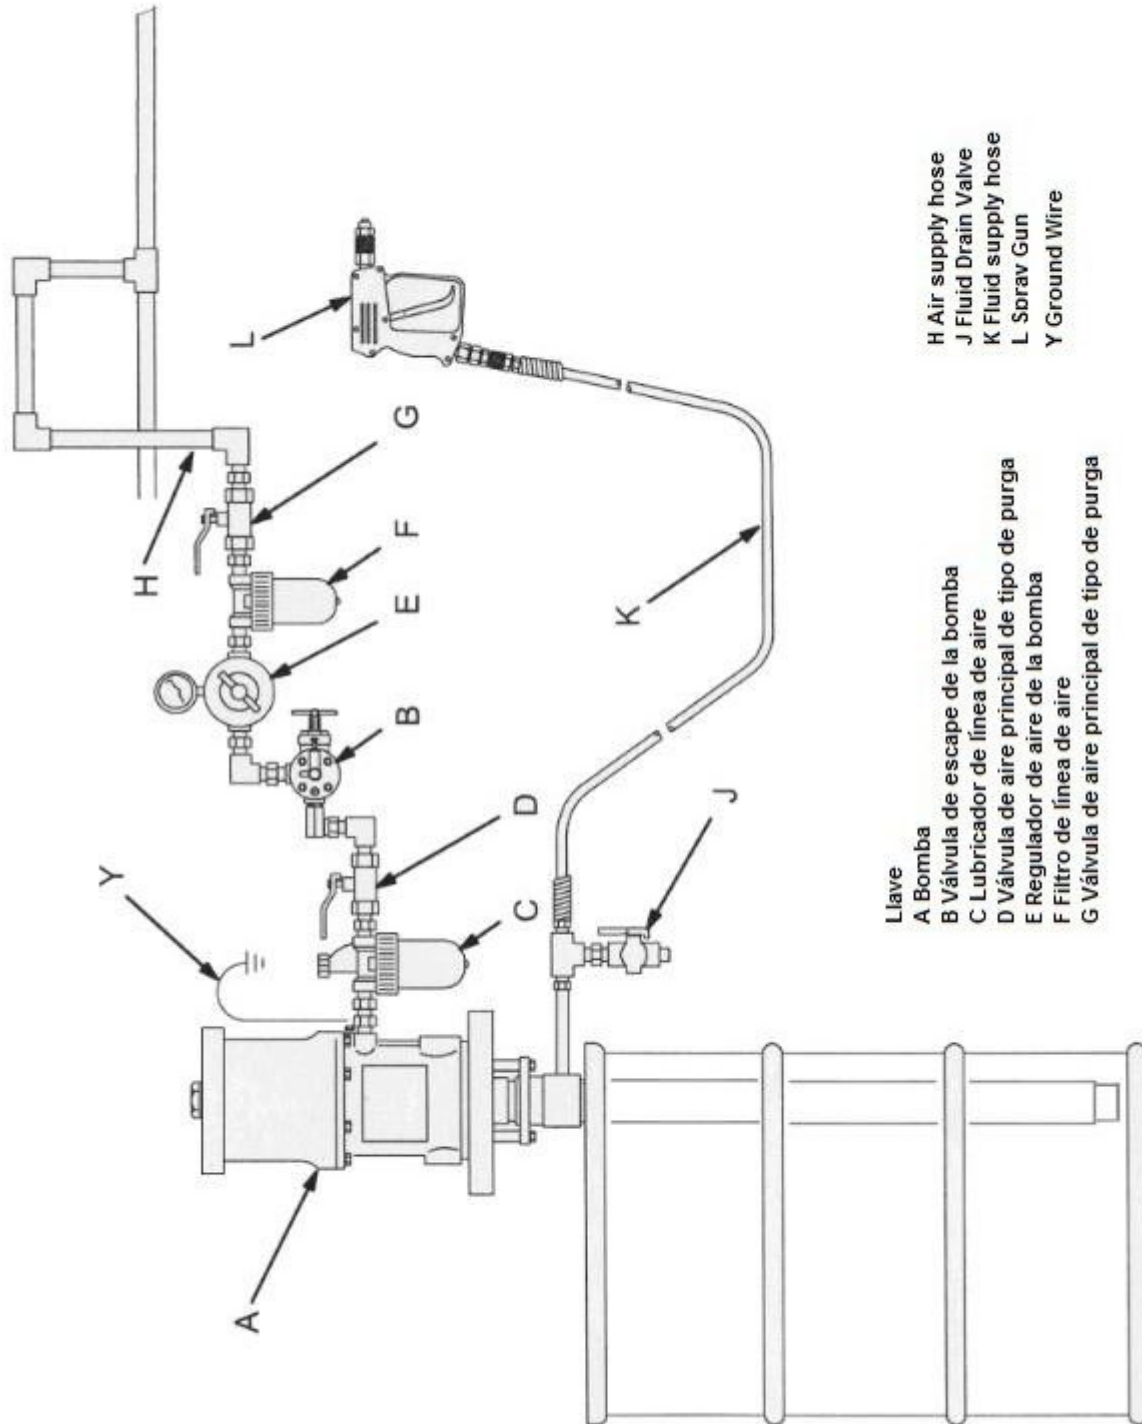 H
G
F
E
B
L
Y
D
C
K
J
A
Llave
A Bomba
B Válvula de escape de la bomba
C Lubricador de línea de aire
D Válvula de aire principal de tipo de purga
E Regulador de aire de la bomba
F Filtro de línea de aire
G Válvula de aire principal de tipo de purga
H Air supply hose
J Fluid Drain Valve
K Fluid supply hose
L Sprav Gun
Y Ground Wire